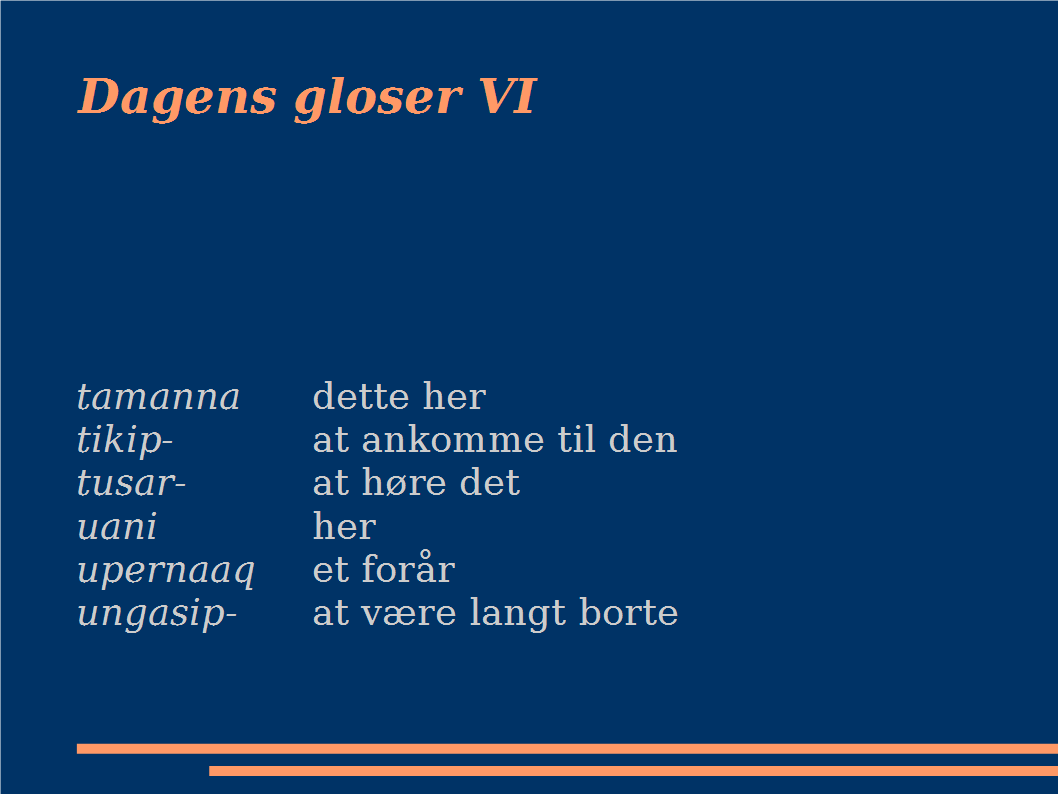 Dagens gloser VI
tamanna dette her
tikip- at ankomme til den
tusar- at høre det
uani her
upernaaq et forår
ungasip- at være langt borte